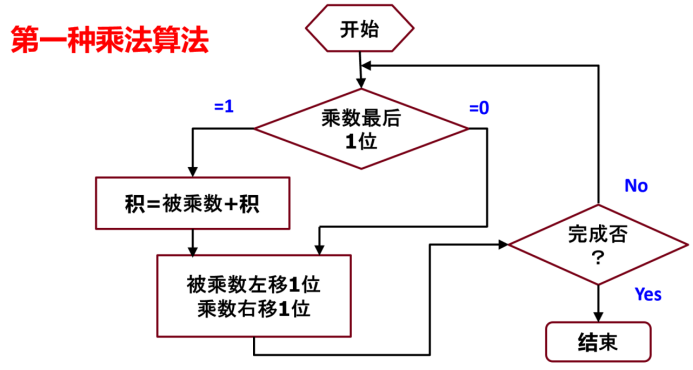 第一种乘法算法
开始
=1
乘数最后
1位
=0
积=被乘数+积
被乘数左移1位
乘数右移1位
No
完成否
？
Yes
结束